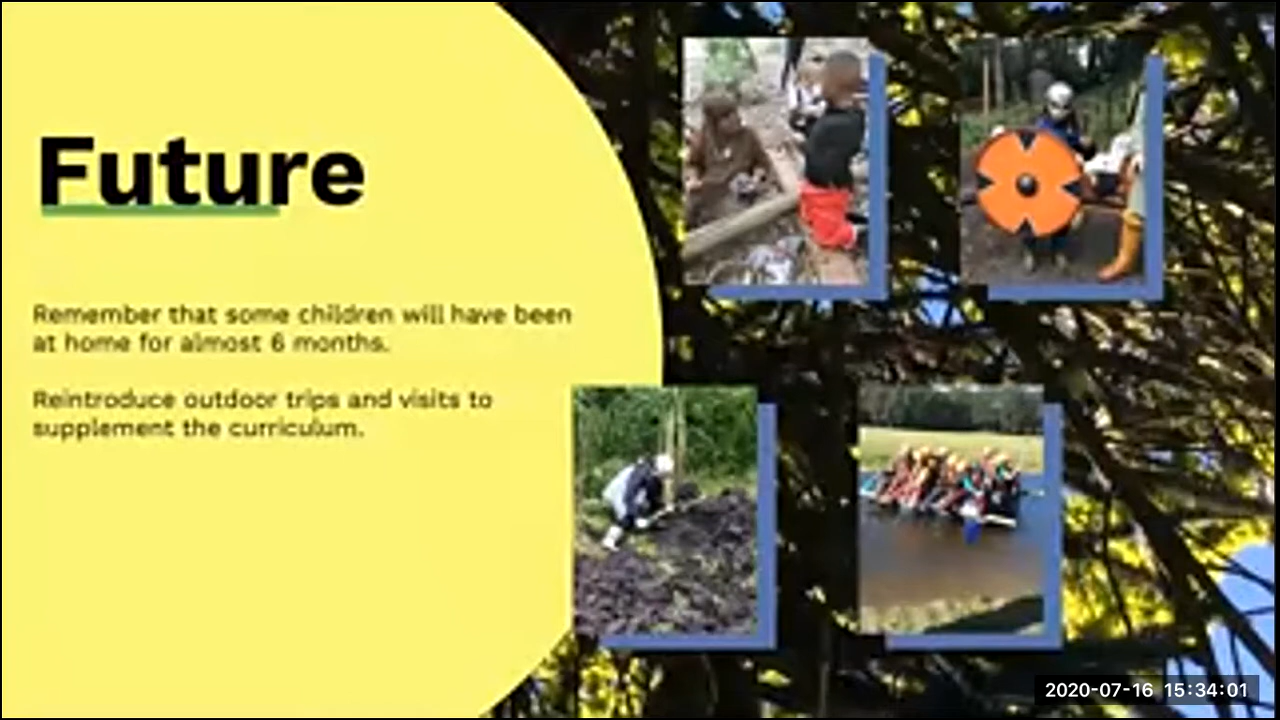 Future
Remember that some children will have been
at home for almost 6 months.
Reintroduce outdoor trips and visits to
supplement the curriculum.
2020-07-16 15:34:01